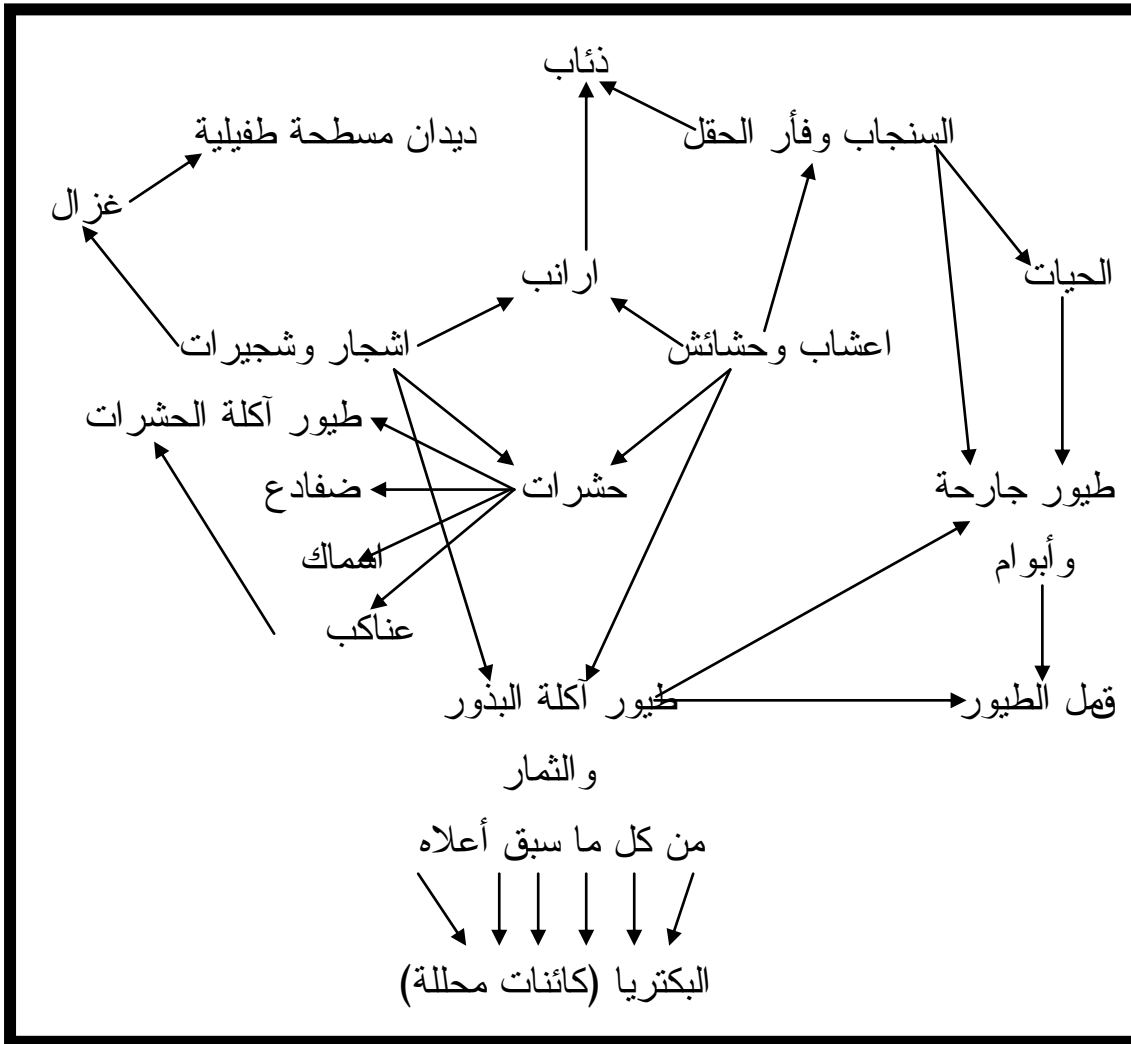 ذئاب
السنجاب وفأر الحقل
ديدان مسطحة طفيلية
غزال
الحيات
ارانب
اعشاب وحشائش
اشجار وشجيرات
طيور آكلة الحشرات
طيور جارحة
وأبوام
حشرات
ضفادع
اسماك
عناكب
قمل الطيور
طيور آكلة البذور
والثمار
من كل ما سبق أعلاه
البكتريا (كائنات محللة)